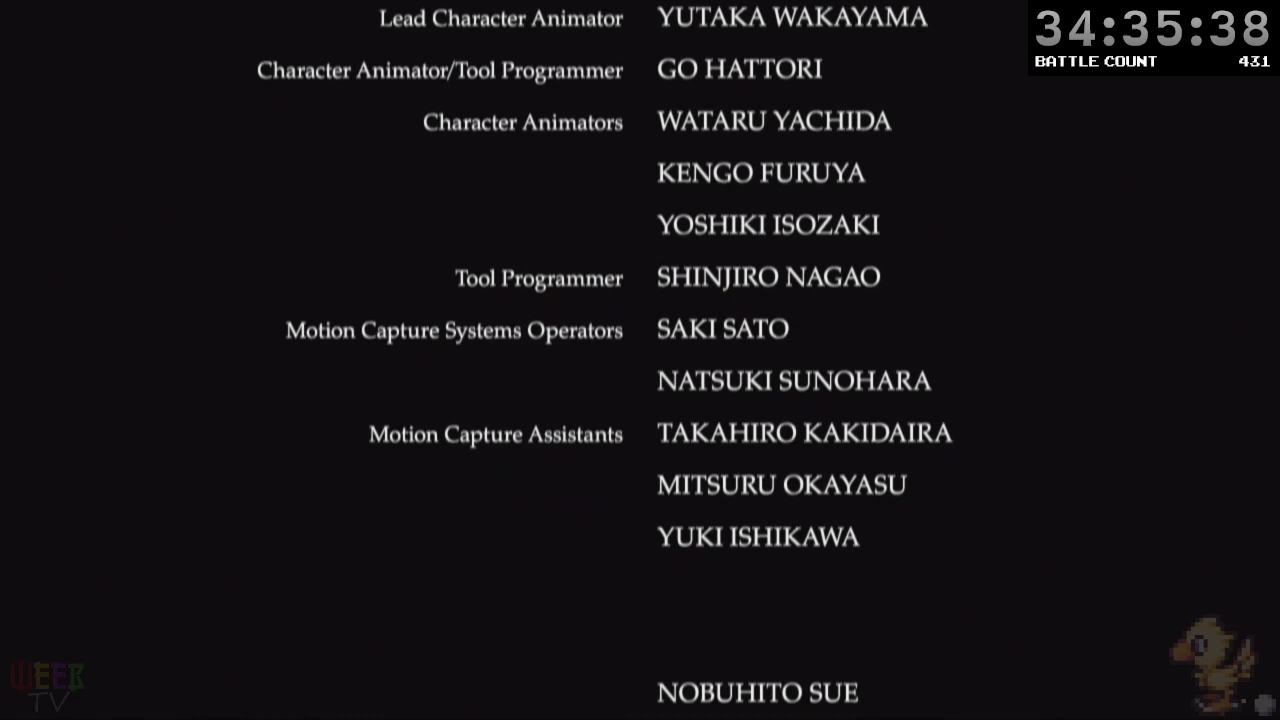 34:35:38
BATTLE COUNT 431
Lead Character Animator YUTAKA WAKAYAMA
Character Animator/Tool Programmer GO HATTORI
Character Animators WATARU YACHIDA
KENGO FURUYA
YOSHIKI ISOZAKI
Tool Programmer SHINJIRO NAGAO
Motion Capture Systems Operators SAKI SATO
NATSUKI SUNOHARA
Motion Capture Assistants TAKAHIRO KAKIDAIRA
MITSURU OKAYASU
YUKI ISHIKAWA
NOBUHITO SUE
WEEB
TV